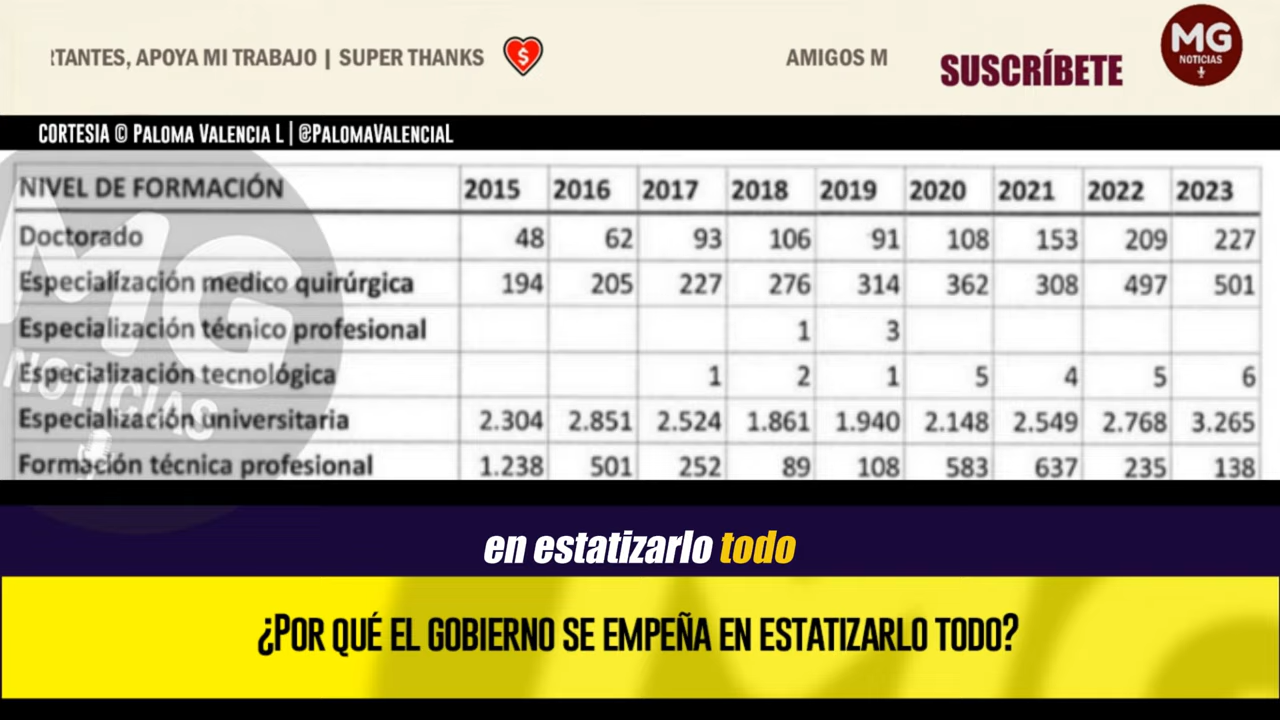 RTANTES, APOYA MI TRABAJO | SUPER THANKS
AMIGOS M
SUSCRÍBETE
MG
NOTICIAS
CORTESIA © PALOMA VALENCIA L | @PALOMAVALENCIAL
NIVEL DE FORMACIÓN 2015 2016 2017 2018 2019 2020 2021 2022 2023
Doctorado 48 62 93 106 91 108 153 209 227
Especialización medico quirúrgica 194 205 227 276 314 362 308 497 501
Especialización técnico profesional 1 3
Especialización tecnológica 1 2 1 5 4 5 6
Especialización universitaria 2.304 2.851 2.524 1.861 1.940 2.148 2.549 2.768 3.265
Formación técnica profesional 1.238 501 252 89 108 583 637 235 138
MG
NOTICIAS
en estatizarlo todo
¿POR QUÉ EL GOBIERNO SE EMPEÑA EN ESTATIZARLO TODO?